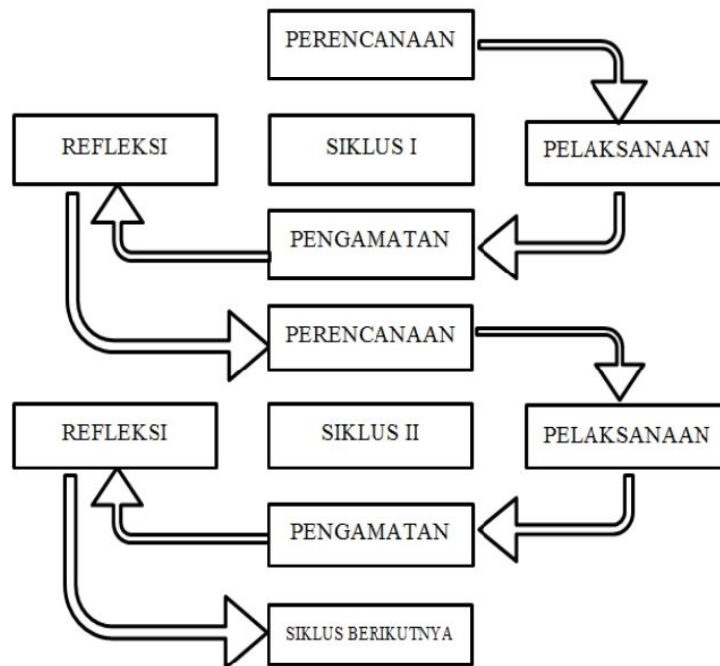 PERENCANAAN
REFLEKSI
SIKLUS I
PELAKSANAAN
PENGAMATAN
PERENCANAAN
REFLEKSI
SIKLUS II
PELAKSANAAN
PENGAMATAN
SIKLUS BERIKUTNYA